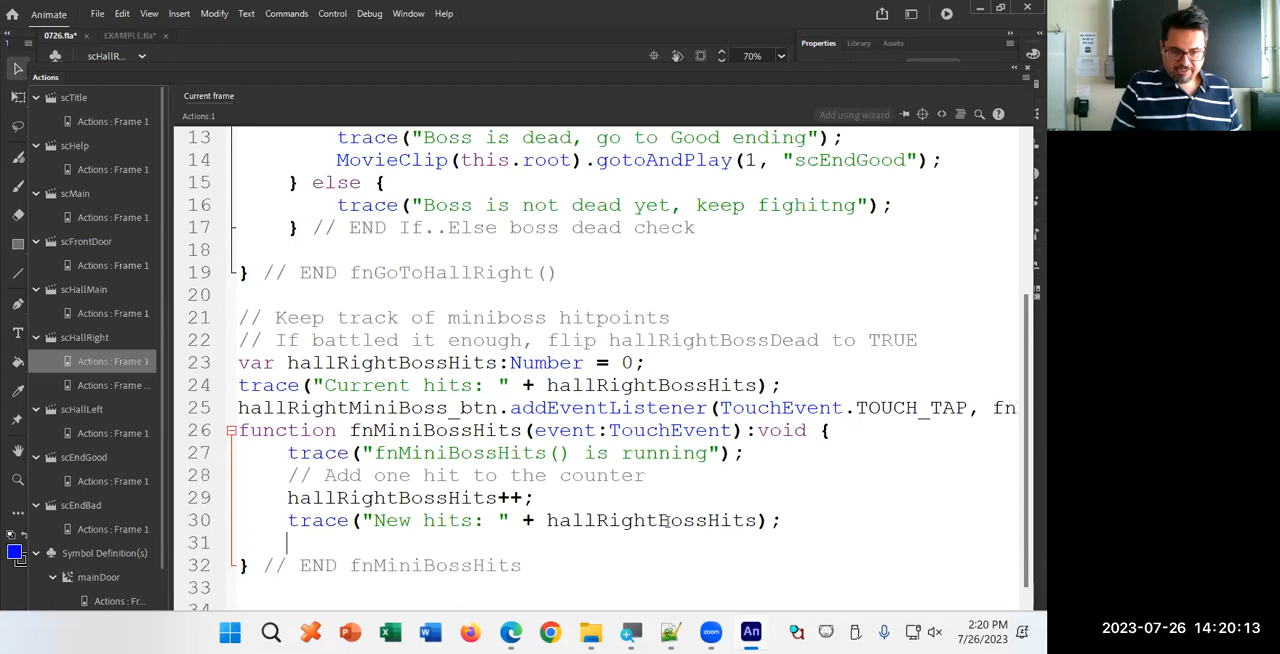 Animate File Edit View Insert Modify Text Commands Control Debug Window Help
0726.fla* × EXAMPLE.fla* ×
1 scHallR... 70% Properties Library Assets
Actions
Current frame
Actions:1 Add using wizard
scTitle
Actions : Frame 1
scHelp
Actions : Frame 1
scMain
Actions : Frame 1
scFrontDoor
Actions : Frame 1
scHallMain
Actions : Frame 1
scHallRight
Actions : Frame 1
Actions : Frame ...
scHallLeft
Actions : Frame 1
scEndGood
Actions : Frame 1
scEndBad
Actions : Frame 1
Symbol Definition(s)
mainDoor
Actions : Fr...
13 trace("Boss is dead, go to Good ending");
14 MovieClip(this.root).gotoAndPlay(1, "scEndGood");
15 } else {
16 trace("Boss is not dead yet, keep fighitng");
17 } // END If..Else boss dead check
18
19 } // END fnGoToHallRight()
20
21 // Keep track of miniboss hitpoints
22 // If battled it enough, flip hallRightBossDead to TRUE
23 var hallRightBossHits:Number = 0;
24 trace("Current hits: " + hallRightBossHits);
25 hallRightMiniBoss_btn.addEventListener(TouchEvent.TOUCH_TAP, fn
26 function fnMiniBossHits(event:TouchEvent):void {
27 trace("fnMiniBossHits() is running");
28 // Add one hit to the counter
29 hallRightBossHits++;
30 trace("New hits: " + hallRightBossHits);
31
32 } // END fnMiniBossHits
33
34
2:20 PM
7/26/2023
2023-07-26 14:20:13